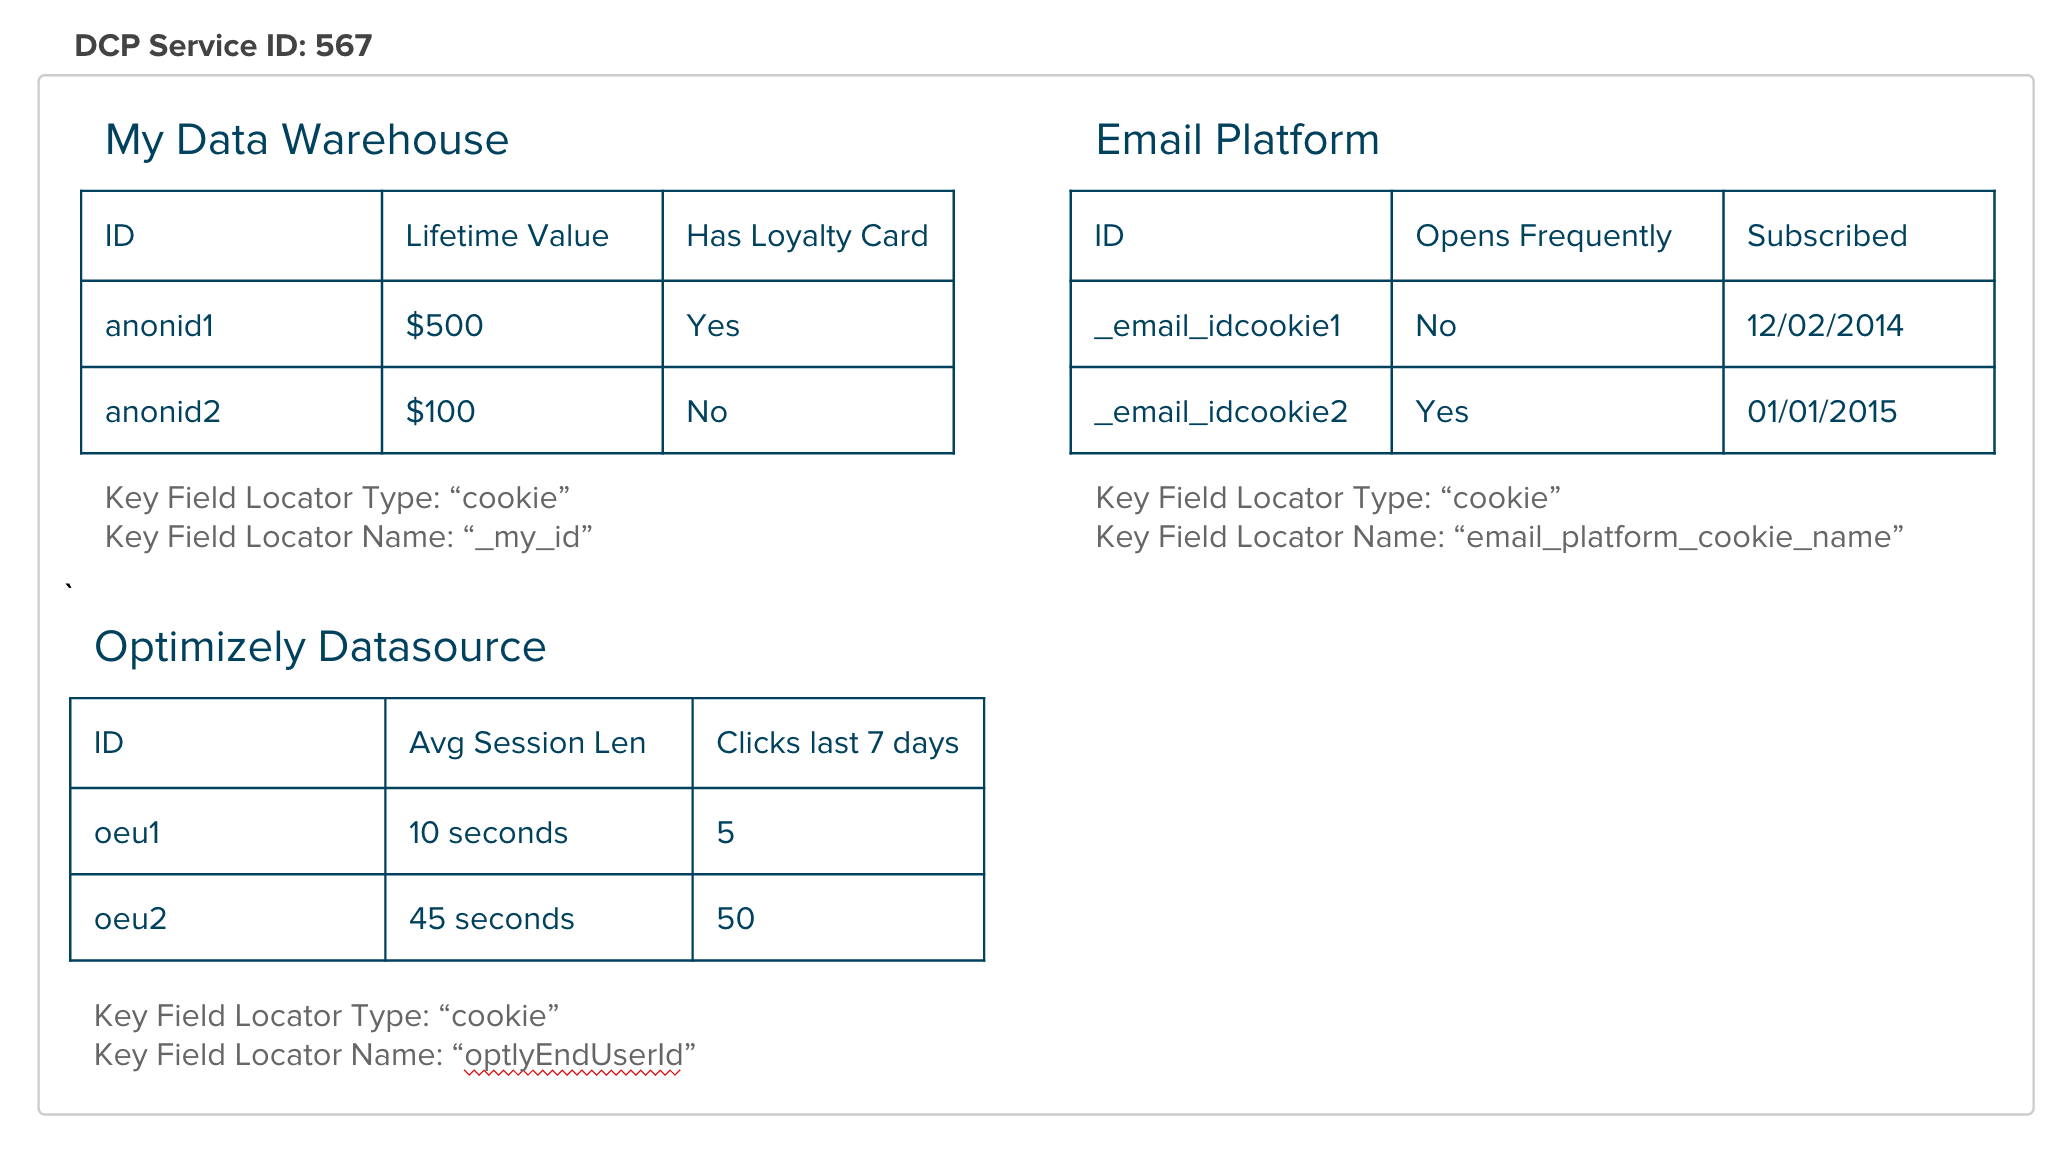 DCP Service ID: 567
My Data Warehouse
ID Lifetime Value Has Loyalty Card
anonid1 $500 Yes
anonid2 $100 No
Key Field Locator Type: “cookie”
Key Field Locator Name: “_my_id”
Email Platform
ID Opens Frequently Subscribed
_email_idcookie1 No 12/02/2014
_email_idcookie2 Yes 01/01/2015
Key Field Locator Type: “cookie”
Key Field Locator Name: “email_platform_cookie_name”
`
Optimizely Datasource
ID Avg Session Len Clicks last 7 days
oeu1 10 seconds 5
oeu2 45 seconds 50
Key Field Locator Type: “cookie”
Key Field Locator Name: “optlyEndUserId”